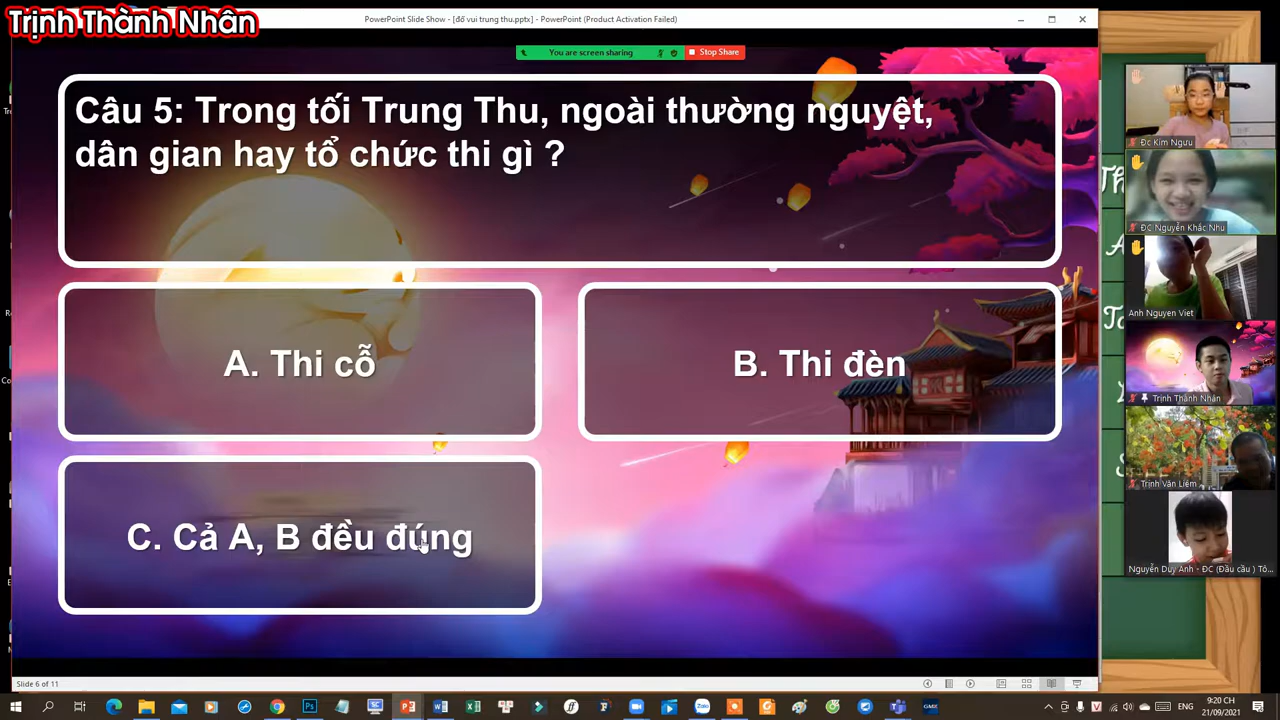 Trịnh Thành Nhân
PowerPoint Slide Show - [đố vui trung thu.pptx] - PowerPoint (Product Activation Failed)
You are screen sharing
Stop Share
Câu 5: Trong tối Trung Thu, ngoài thường nguyệt,
dân gian hay tổ chức thi gì ?
A. Thi cỗ
B. Thi đèn
C. Cả A, B đều đúng
Đc Kim Ngưu
ĐC Nguyễn Khắc Nhu
Anh Nguyen Viet
Trịnh Thành Nhân
Trịnh Văn Liêm
Nguyễn Duy Anh - ĐC (Đầu cầu ) Tô...
Slide 6 of 11
9:20 CH
21/09/2021